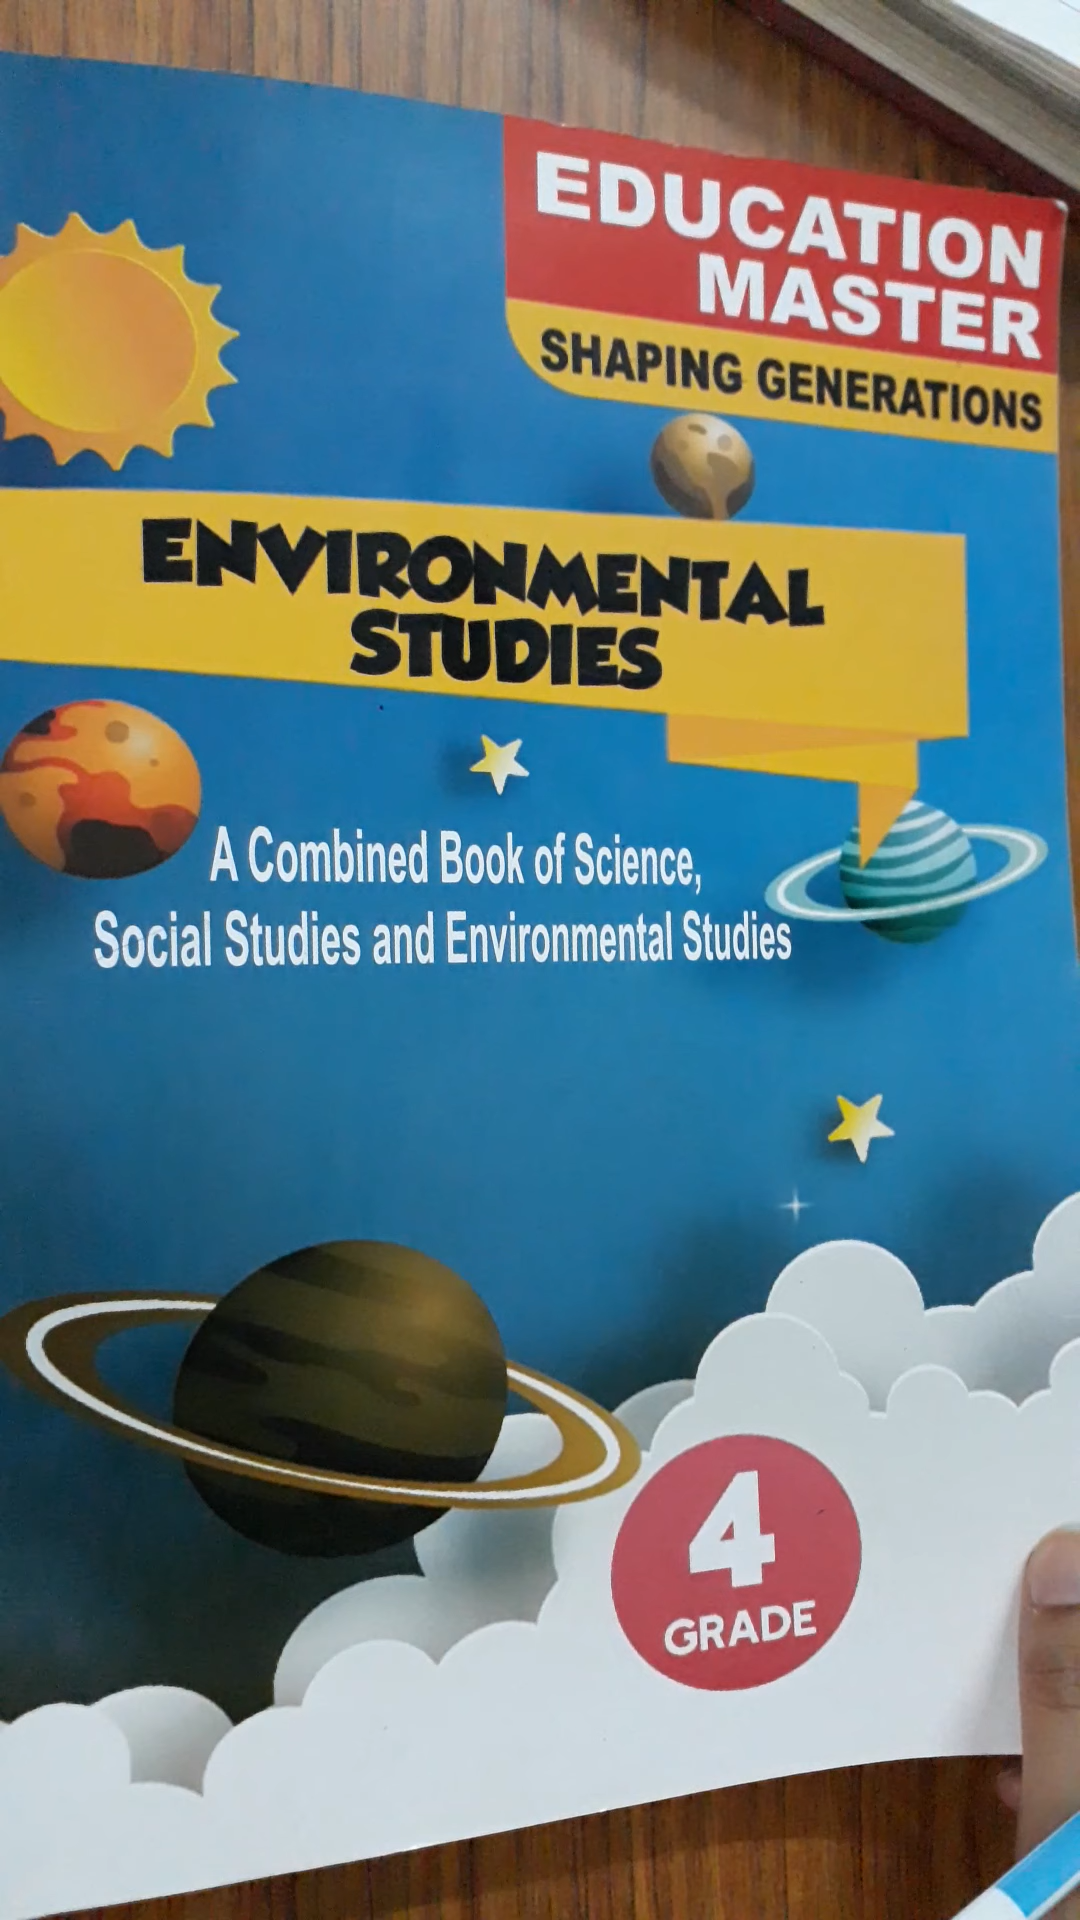 EDUCATION
MASTER
SHAPING GENERATIONS
ENVIRONMENTAL
STUDIES
A Combined Book of Science,
Social Studies and Environmental Studies
4
GRADE